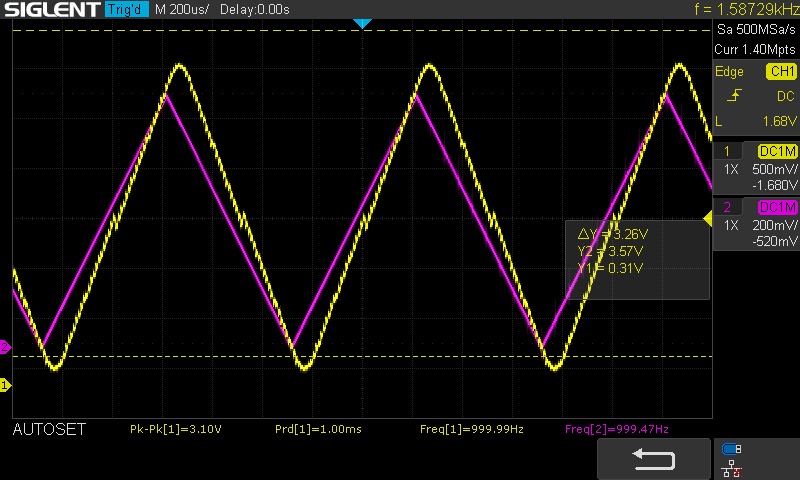 SIGLENT Trig'd M 200us/ Delay:0.00s f = 1.58729kHz
Sa 500MSa/s
Curr 1.40Mpts
Edge CH1
DC
L 1.68V
1 DC1M
1X 500mV/
-1.680V
2 DC1M
1X 200mV/
-520mV
△Y = 3.26V
Y2 = 3.57V
Y1 = 0.31V
2
1
AUTOSET Pk-Pk[1]=3.10V Prd[1]=1.00ms Freq[1]=999.99Hz Freq[2]=999.47Hz